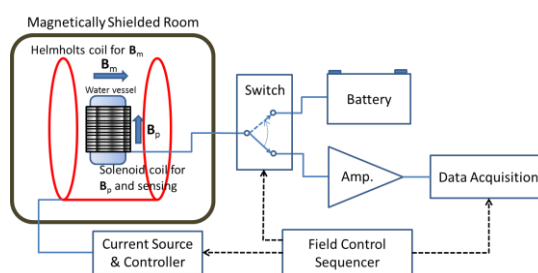 Magnetically Shielded Room
Helmholts coil for Bm
Bm
Water vessel
Bp
Solenoid coil for
Bp and sensing
Switch
Battery
Amp.
Data Acquisition
Current Source
& Controller
Field Control
Sequencer